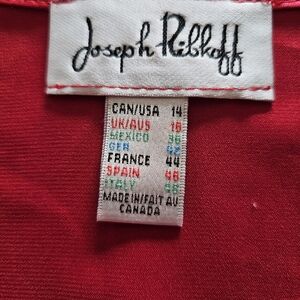 Joseph Ribkoff
CAN/USA 14
UK/AUS 16
MEXICO 36
GER 42
FRANCE 44
SPAIN 46
ITALY
MADE IN/FAIT AU
CANADA